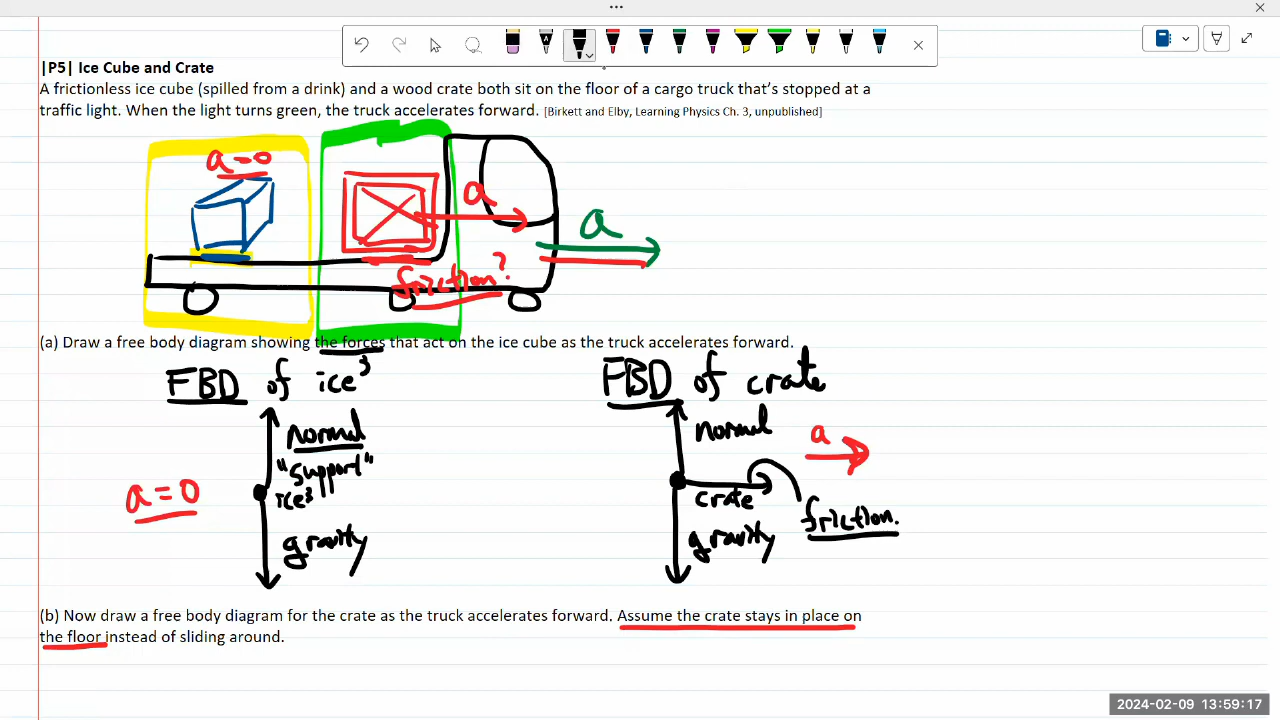 |P5| Ice Cube and Crate
A frictionless ice cube (spilled from a drink) and a wood crate both sit on the floor of a cargo truck that's stopped at a
traffic light. When the light turns green, the truck accelerates forward. [Birkett and Elby, Learning Physics Ch. 3, unpublished]
a=0
a
a
friction?
(a) Draw a free body diagram showing the forces that act on the ice cube as the truck accelerates forward.
FBD of ice³
normal
"support"
ice³
a=0
gravity
FBD of crate
normal
a
crate
friction.
gravity
(b) Now draw a free body diagram for the crate as the truck accelerates forward. Assume the crate stays in place on
the floor instead of sliding around.
2024-02-09 13:59:17